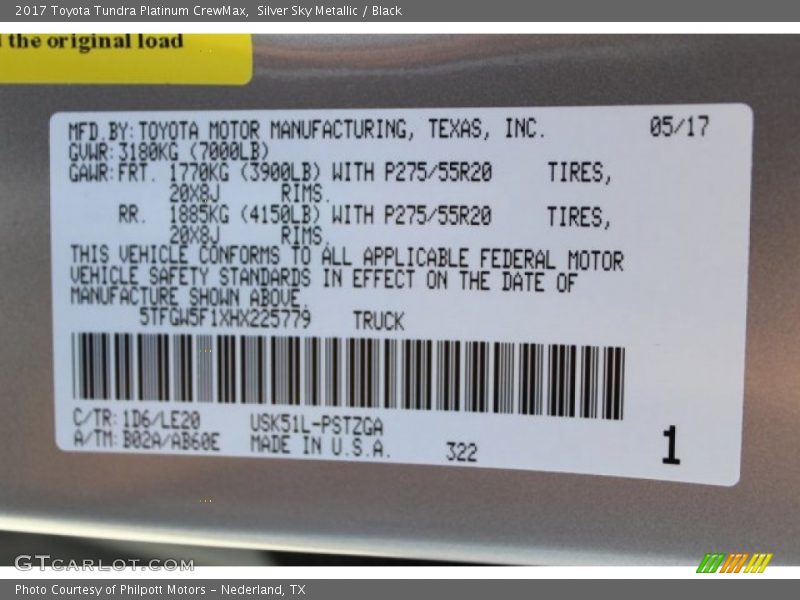 2017 Toyota Tundra Platinum CrewMax, Silver Sky Metallic / Black
the original load
MFD.BY:TOYOTA MOTOR MANUFACTURING, TEXAS, INC. 05/17
GVWR:3180KG (7000LB)
GAWR:FRT. 1770KG (3900LB) WITH P275/55R20 TIRES,
20X8J RIMS.
RR. 1885KG (4150LB) WITH P275/55R20 TIRES,
20X8J RIMS.
THIS VEHICLE CONFORMS TO ALL APPLICABLE FEDERAL MOTOR
VEHICLE SAFETY STANDARDS IN EFFECT ON THE DATE OF
MANUFACTURE SHOWN ABOVE.
5TFGW5F1XHX225779 TRUCK
C/TR:1D6/LE20 USK51L-PSTZGA
A/TM:B02A/AB60E MADE IN U.S.A. 322 1
GTCARLOT.COM
Photo Courtesy of Philpott Motors - Nederland, TX